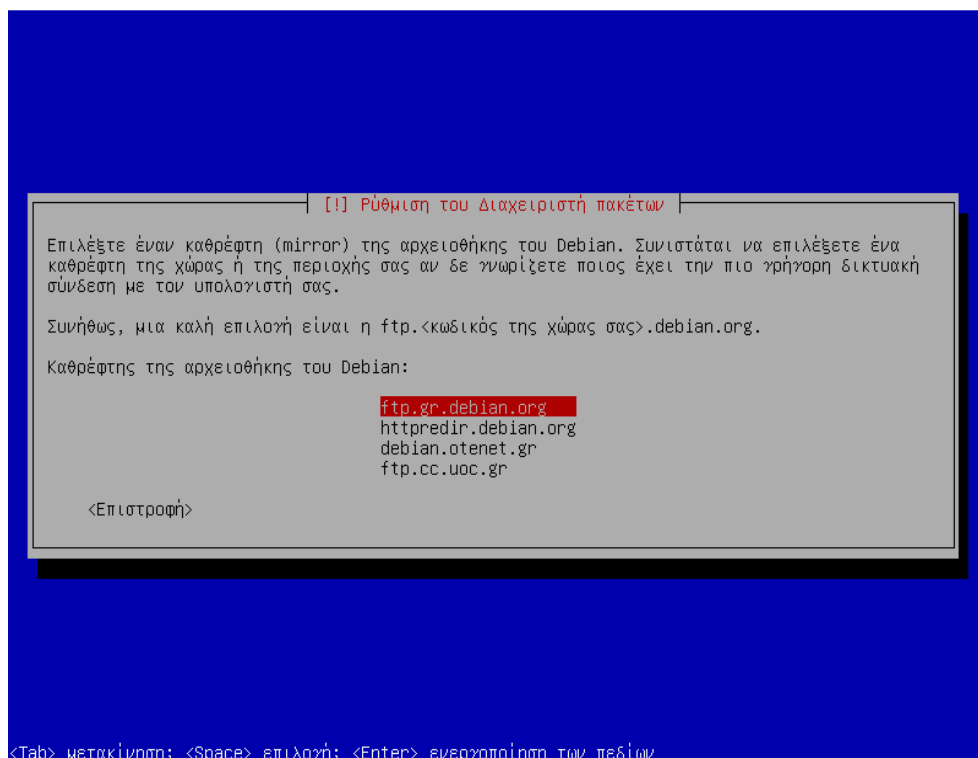 [!] Ρύθμιση του Διαχειριστή πακέτων
Επιλέξτε έναν καθρέφτη (mirror) της αρχειοθήκης του Debian. Συνιστάται να επιλέξετε ένα
καθρέφτη της χώρας ή της περιοχής σας αν δε γνωρίζετε ποιος έχει την πιο γρήγορη δικτυακή
σύνδεση με τον υπολογιστή σας.
Συνήθως, μια καλή επιλογή είναι η ftp.<κωδικός της χώρας σας>.debian.org.
Καθρέφτης της αρχειοθήκης του Debian:
ftp.gr.debian.org
httpredir.debian.org
debian.otenet.gr
ftp.cc.uoc.gr
<Επιστροφή>
<Tab> μετακίνηση; <Space> επιλογή; <Enter> ενεργοποίηση των πεδίων